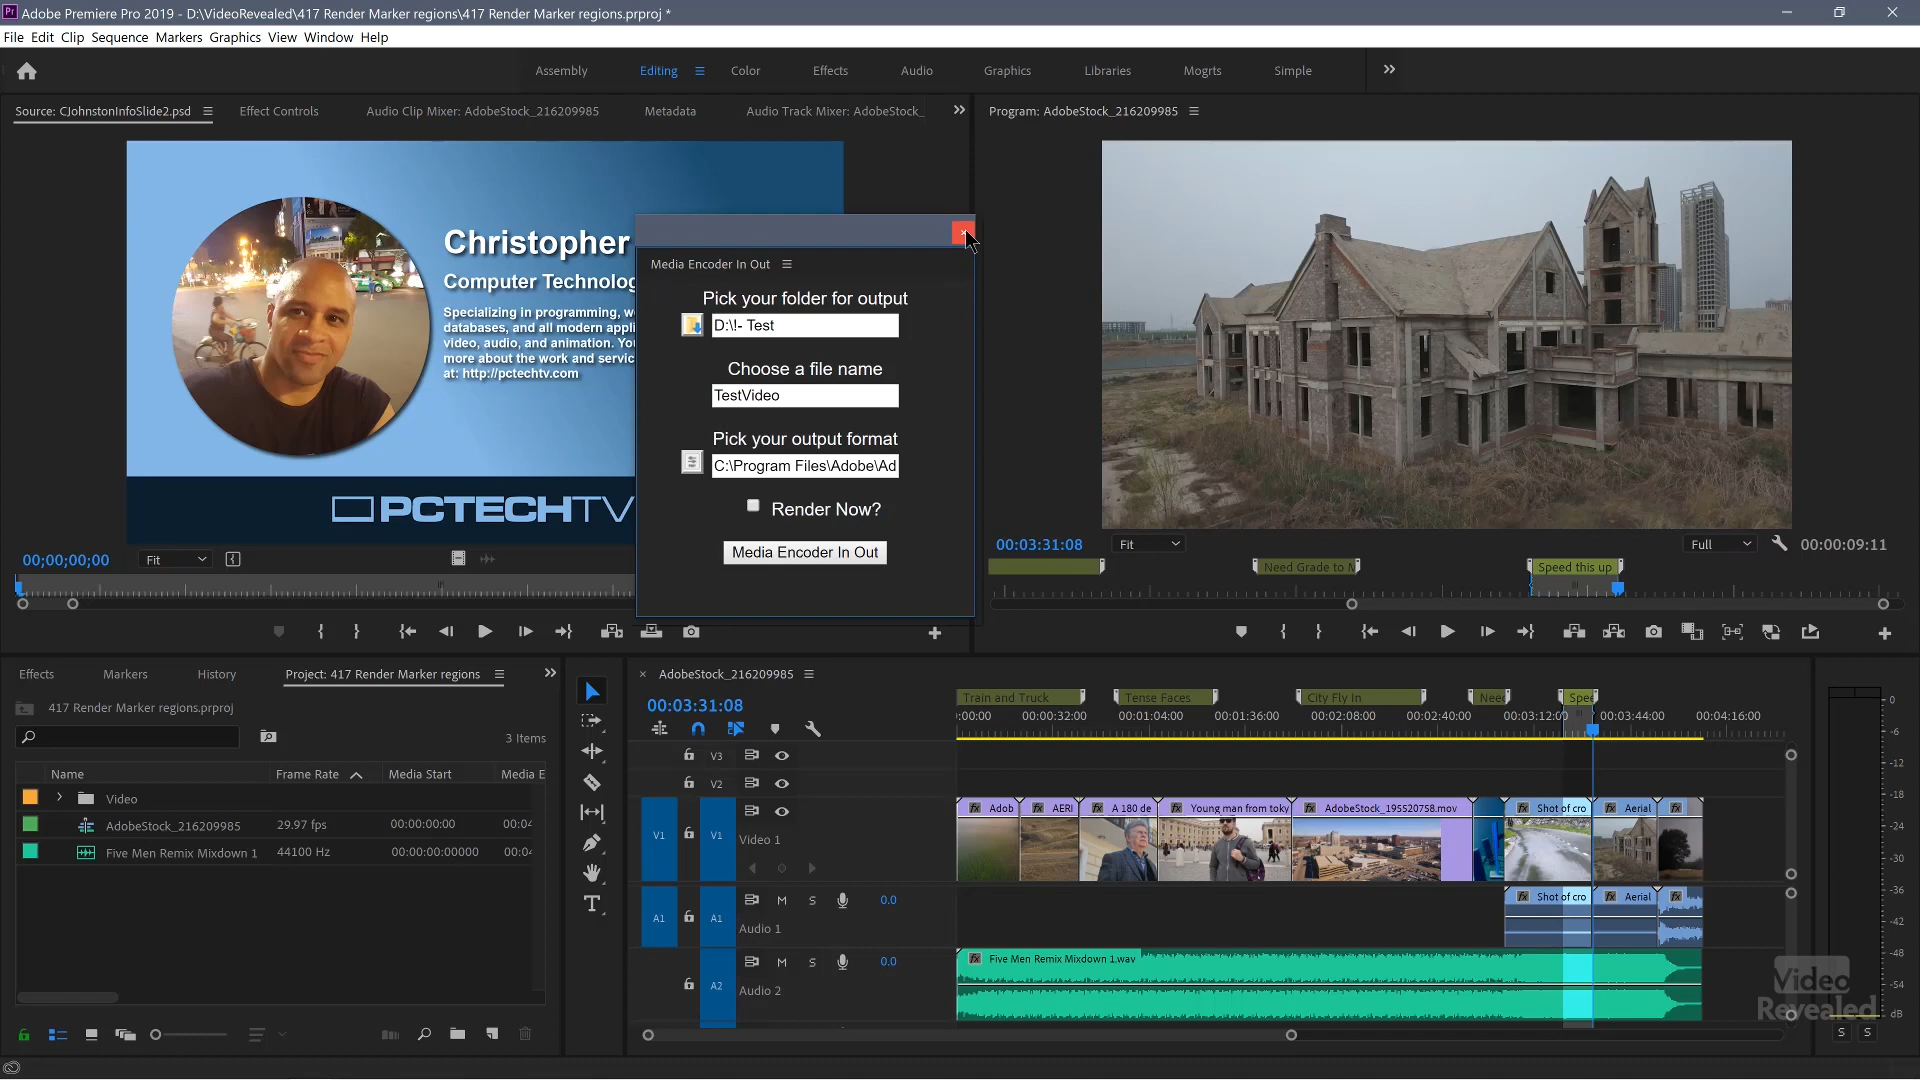 Adobe Premiere Pro 2019 - D:\VideoRevealed\417 Render Marker regions\417 Render Marker regions.prproj *
File Edit Clip Sequence Markers Graphics View Window Help
Assembly Editing Color Effects Audio Graphics Libraries Mogrts Simple
Source: CJohnstonInfoSlide2.psd Effect Controls Audio Clip Mixer: AdobeStock_216209985 Metadata Audio Track Mixer: AdobeStock_
Program: AdobeStock_216209985
Christopher
Computer Technolog
Specializing in programming, w
databases, and all modern appli
video, audio, and animation. Yo
more about the work and servic
at: http://pctechtv.com
PCTECHTV
Media Encoder In Out
Pick your folder for output
D:\!- Test
Choose a file name
TestVideo
Pick your output format
C:\Program Files\Adobe\Ad
Render Now?
Media Encoder In Out
00;00;00;00 Fit
00:03:31:08 Fit Full 00:00:09:11
Need Grade to M Speed this up
Effects Markers History Project: 417 Render Marker regions
417 Render Marker regions.prproj
3 Items
Name Frame Rate Media Start Media E
Video
AdobeStock_216209985 29.97 fps 00:00:00:00 00:04
Five Men Remix Mixdown 1 44100 Hz 00:00:00:00000 00:04
AdobeStock_216209985
00:03:31:08
Train and Truck Tense Faces City Fly In Need Spee
:00:00 00:00:32:00 00:01:04:00 00:01:36:00 00:02:08:00 00:02:40:00 00:03:12:00 00:03:44:00 00:04:16:00
V3
V2
V1 V1 Video 1
fx Adob fx AERI fx A 180 de fx Young man from toky fx AdobeStock_195520758.mov fx Shot of cro fx Aerial fx
A1 A1 M S 0.0
Audio 1
fx Shot of cro fx Aerial fx
A2 M S 0.0
Audio 2
fx Five Men Remix Mixdown 1.wav
0
-6
-12
-18
-24
-30
-36
-42
-48
-54
dB
S S
Video
Revealed